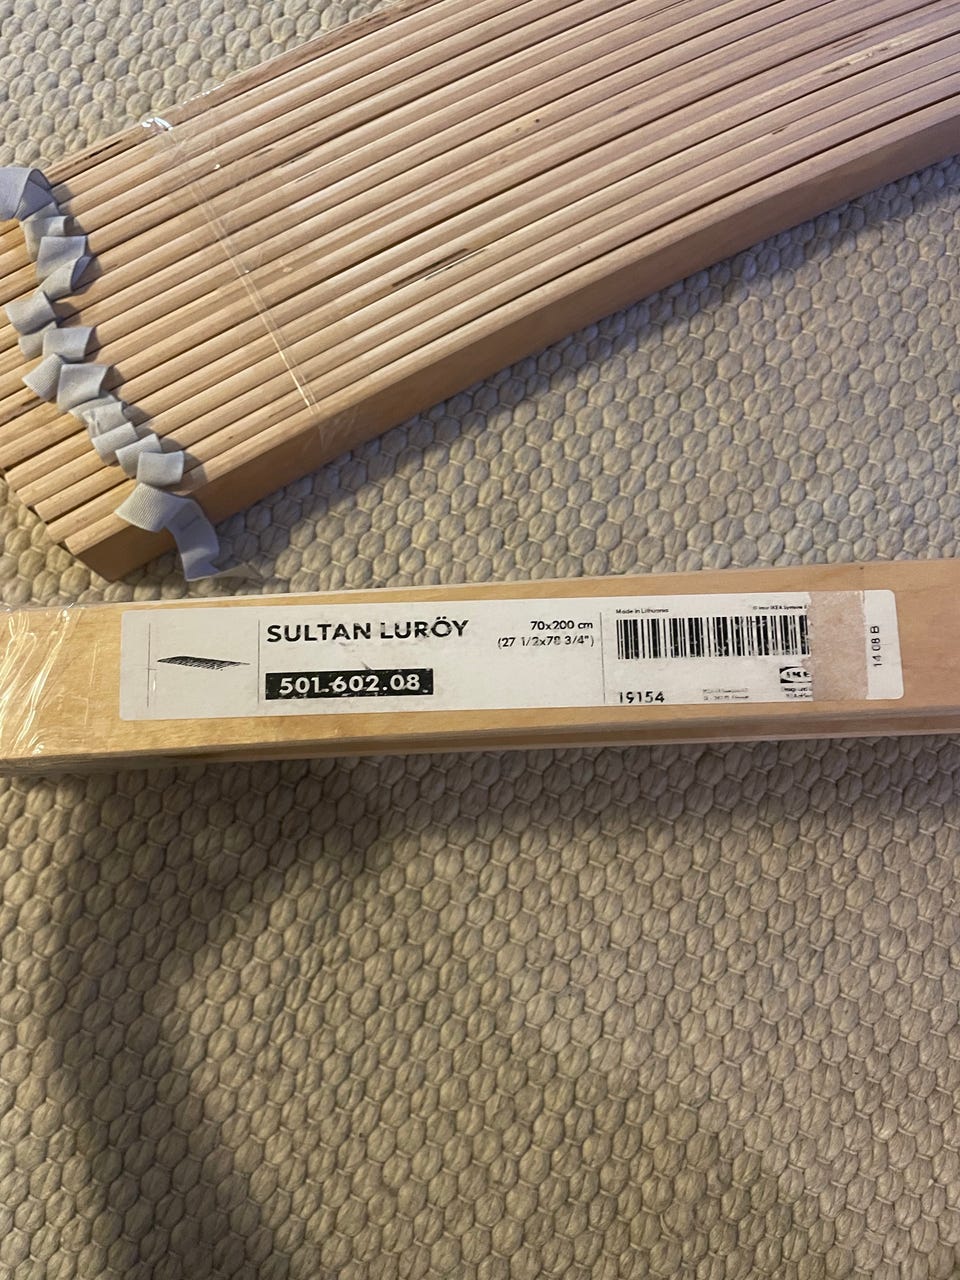 SULTAN LURÖY
70x200 cm
(27 1/2x78 3/4")
501.602.08
Made in Lithuania
19154
14 08 B